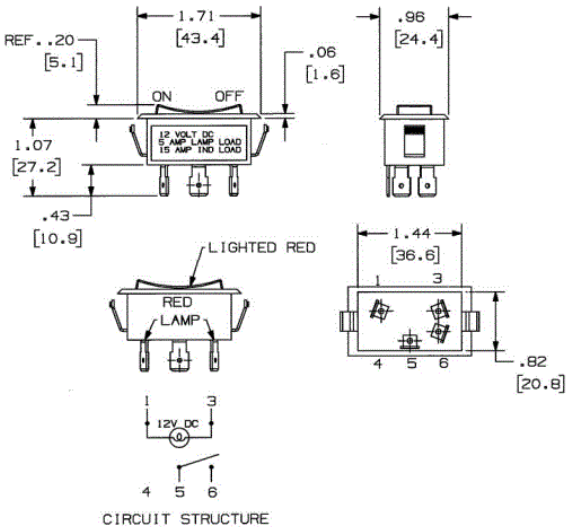 1.71
[43.4]
.96
[24.4]
REF..20
[5.1]
.06
[1.6]
ON OFF
12 VOLT DC
5 AMP LAMP LOAD
15 AMP IND LOAD
1.07
[27.2]
.43
[10.9]
LIGHTED RED
RED
LAMP
1.44
[36.6]
1 3
4 5 6
.82
[20.8]
1 3
12V DC
4 5 6
CIRCUIT STRUCTURE